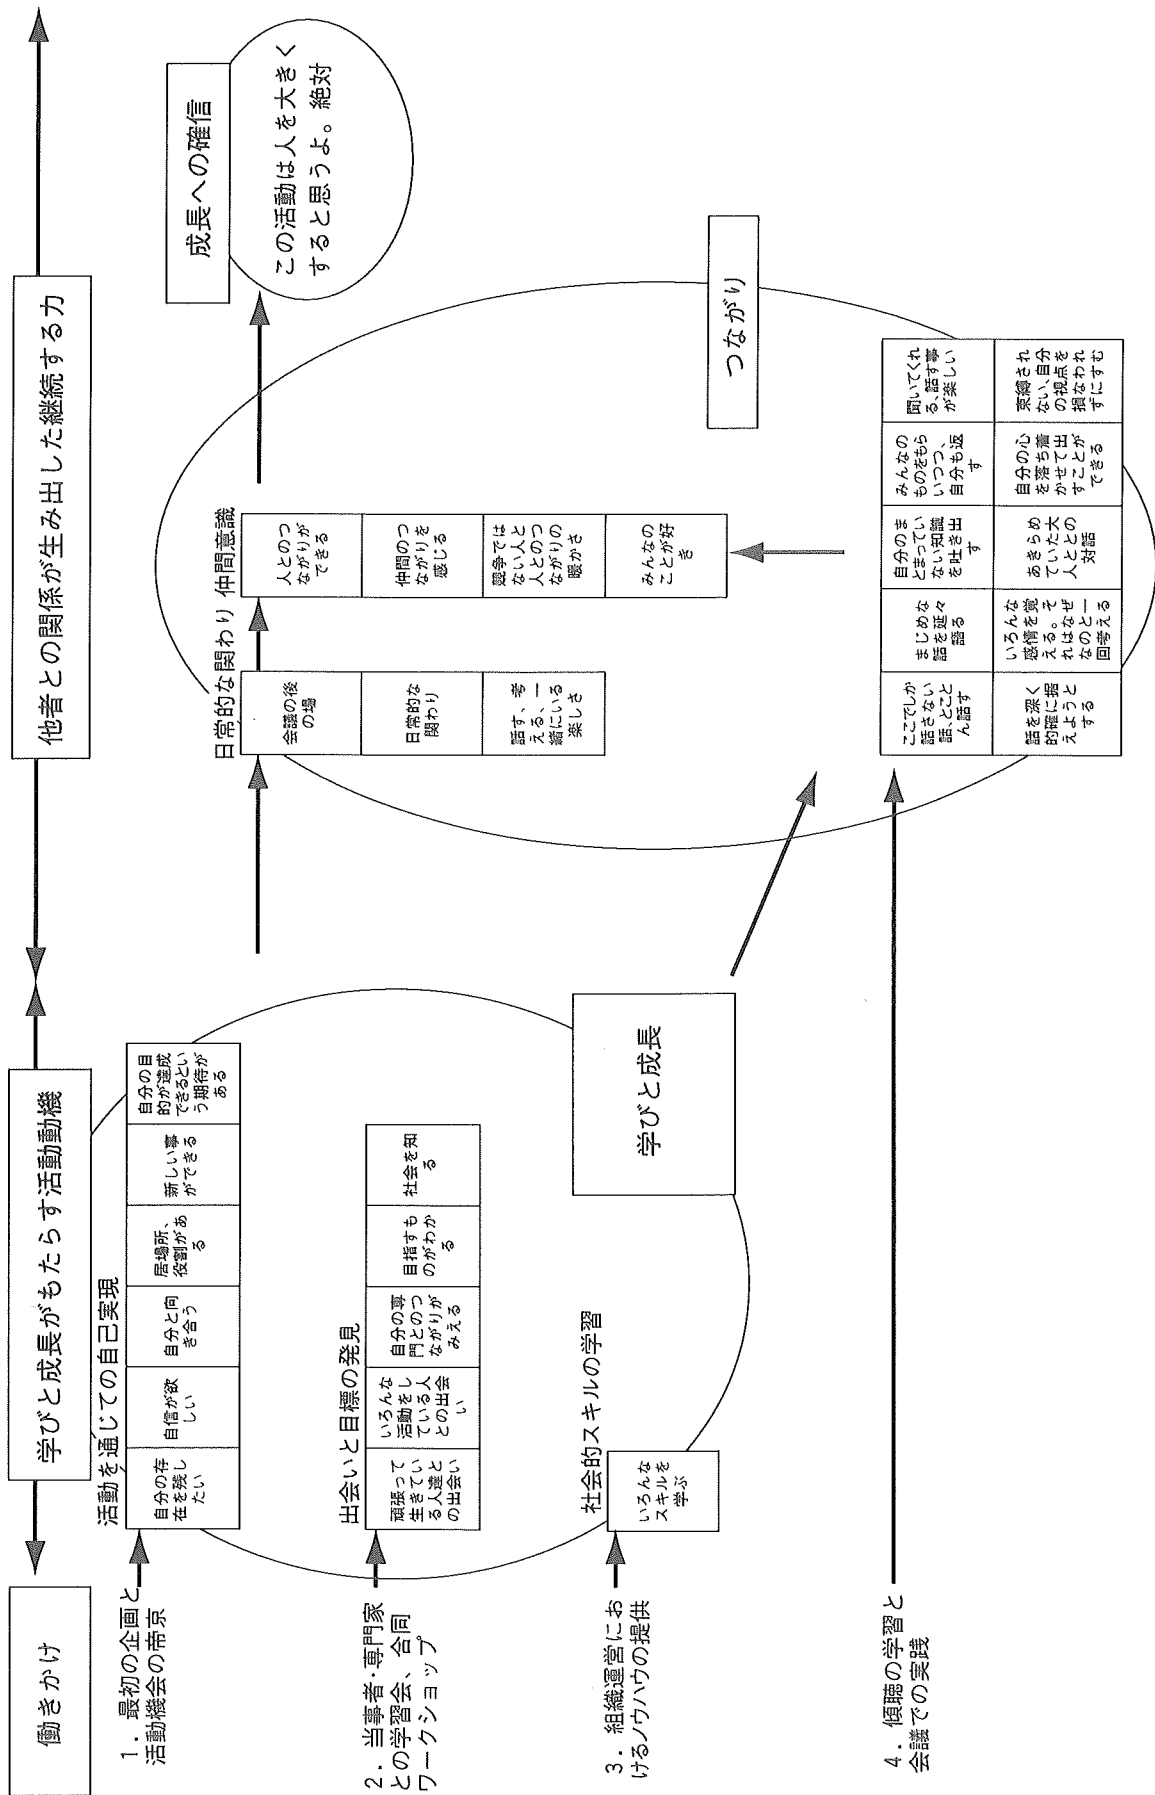 働きかけ
学びと成長がもたらす活動動機
他者との関係が生み出した継続する力
1．最初の企画と
活動機会の帝京
活動を通じての自己実現
自分の存
在を残し
たい
自信が欲
しい
自分と向
き合う
居場所、
役割があ
る
新しい事
ができる
自分の目
的が達成
できるとい
う期待が
ある
2．当事者・専門家
との学習会、合同
ワークショップ
出会いと目標の発見
頑張って
生きてい
る人達と
の出会い
いろんな
活動をし
ている人
との出会
い
自分の専
門とのつ
ながりが
みえる
目指すも
のがわか
る
社会を知
る
3．組織運営にお
けるノウハウの提供
社会的スキルの学習
いろんな
スキルを
学ぶ
学びと成長
4．傾聴の学習と
会議での実践
日常的な関わり
会議の後
の場
日常的な
関わり
話す、考
える、一
緒にいる
楽しさ
仲間意識
人とのつ
ながりが
できる
仲間のつ
ながりを
感じる
競争では
ない人と
人とのつ
ながりの
暖かさ
みんなの
ことが好
き
つながり
ここでしか
話さない
話、とこと
ん話す
まじめな
話を延々
語る
自分のま
とまってい
ない知識
を吐き出
す
みんなの
ものをもら
いつつ、
自分も返
す
聞いてくれ
る、話す事
が楽しい
話を深く
的確に据
えようと
する
いろんな
感情を覚
える。そ
れはなぜ
なのと一
回考える
あきらめ
ていた大
人ととの
対話
自分の心
を落ち着
かせて出
すことが
できる
束縛され
ない、自分
の視点を
損なわれ
ずにすむ
成長への確信
この活動は人を大きく
すると思うよ。絶対